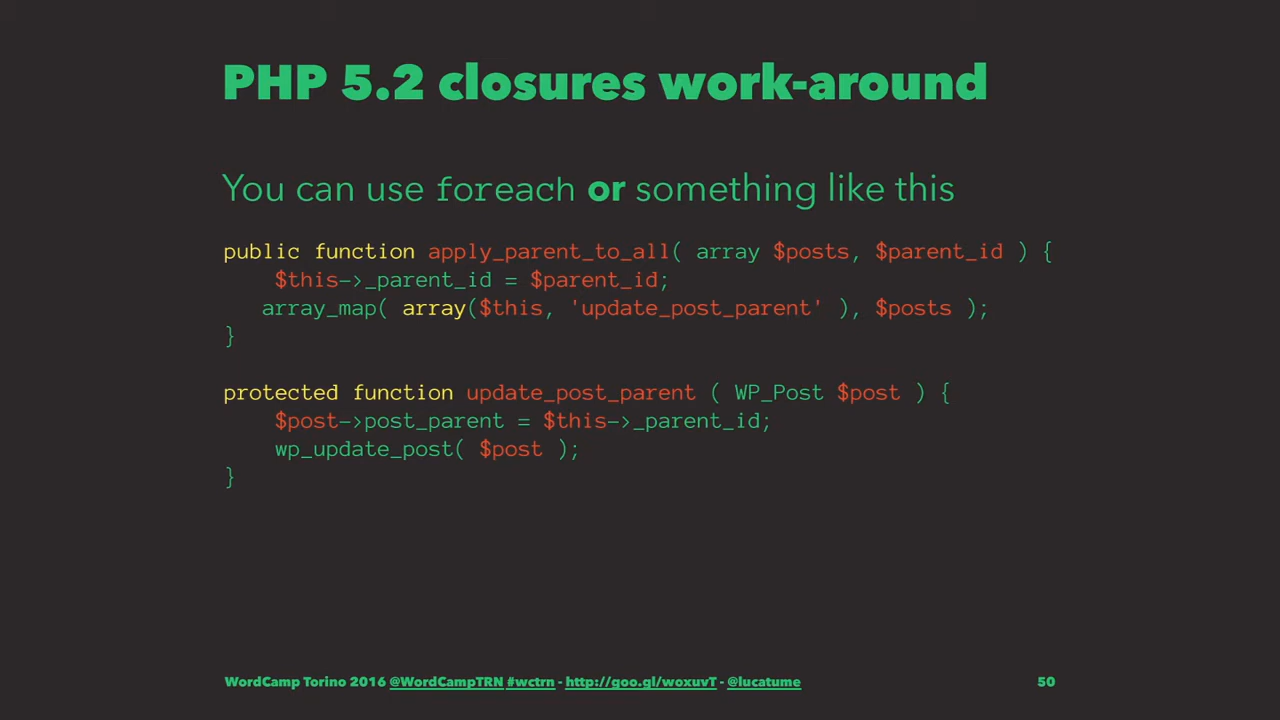 PHP 5.2 closures work-around
You can use foreach or something like this
public function apply_parent_to_all( array $posts, $parent_id ) {
    $this->_parent_id = $parent_id;
   array_map( array($this, 'update_post_parent' ), $posts );
}
protected function update_post_parent ( WP_Post $post ) {
    $post->post_parent = $this->_parent_id;
    wp_update_post( $post );
}
WordCamp Torino 2016 @WordCampTRN #wctrn - http://goo.gl/woxuvT - @lucatume 50